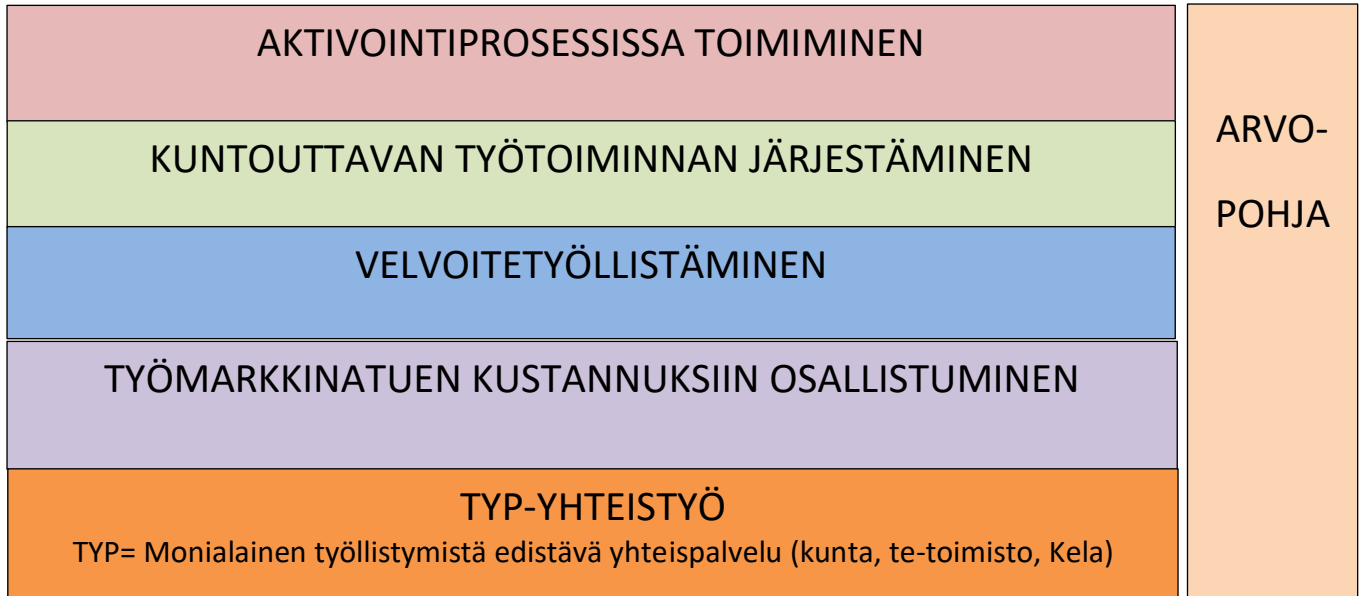 AKTIVOINTIPROSESSISSA TOIMIMINEN
KUNTOUTTAVAN TYÖTOIMINNAN JÄRJESTÄMINEN
VELVOITETYÖLLISTÄMINEN
TYÖMARKKINATUEN KUSTANNUKSIIN OSALLISTUMINEN
TYP-YHTEISTYÖ
TYP= Monialainen työllistymistä edistävä yhteispalvelu (kunta, te-toimisto, Kela)
ARVO-
POHJA